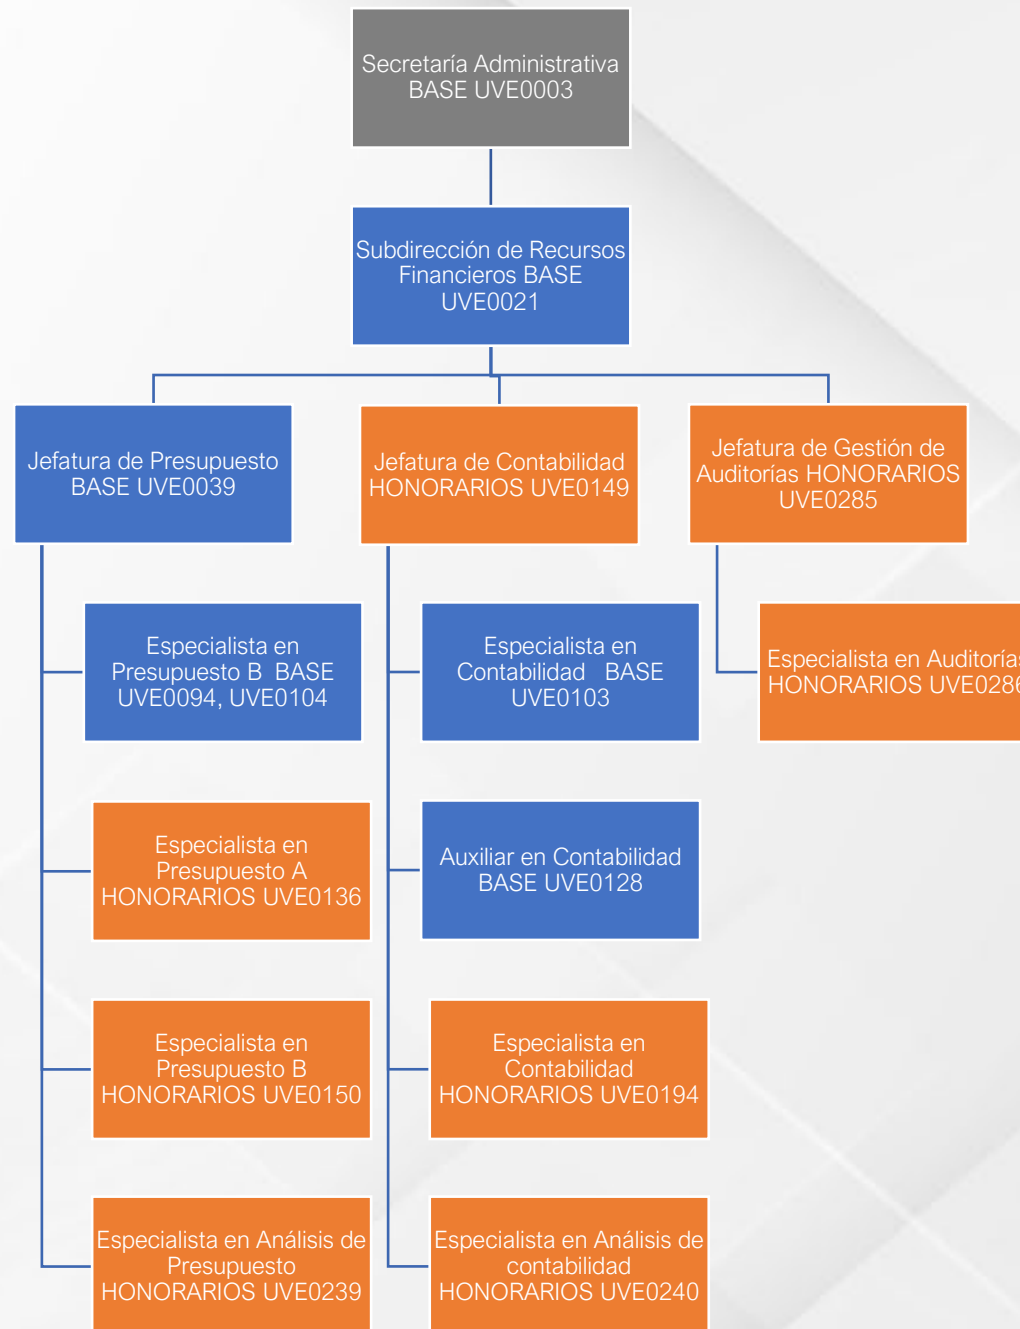 Secretaría Administrativa
BASE UVE0003
Subdirección de Recursos
Financieros BASE
UVE0021
Jefatura de Presupuesto
BASE UVE0039
Jefatura de Contabilidad
HONORARIOS UVE0149
Jefatura de Gestión de
Auditorías HONORARIOS
UVE0285
Especialista en
Presupuesto B  BASE
UVE0094, UVE0104
Especialista en
Contabilidad   BASE
UVE0103
Especialista en Auditorías
HONORARIOS UVE0286
Especialista en
Presupuesto A
HONORARIOS UVE0136
Auxiliar en Contabilidad
BASE UVE0128
Especialista en
Presupuesto B
HONORARIOS UVE0150
Especialista en
Contabilidad
HONORARIOS UVE0194
Especialista en Análisis de
Presupuesto
HONORARIOS UVE0239
Especialista en Análisis de
contabilidad
HONORARIOS UVE0240